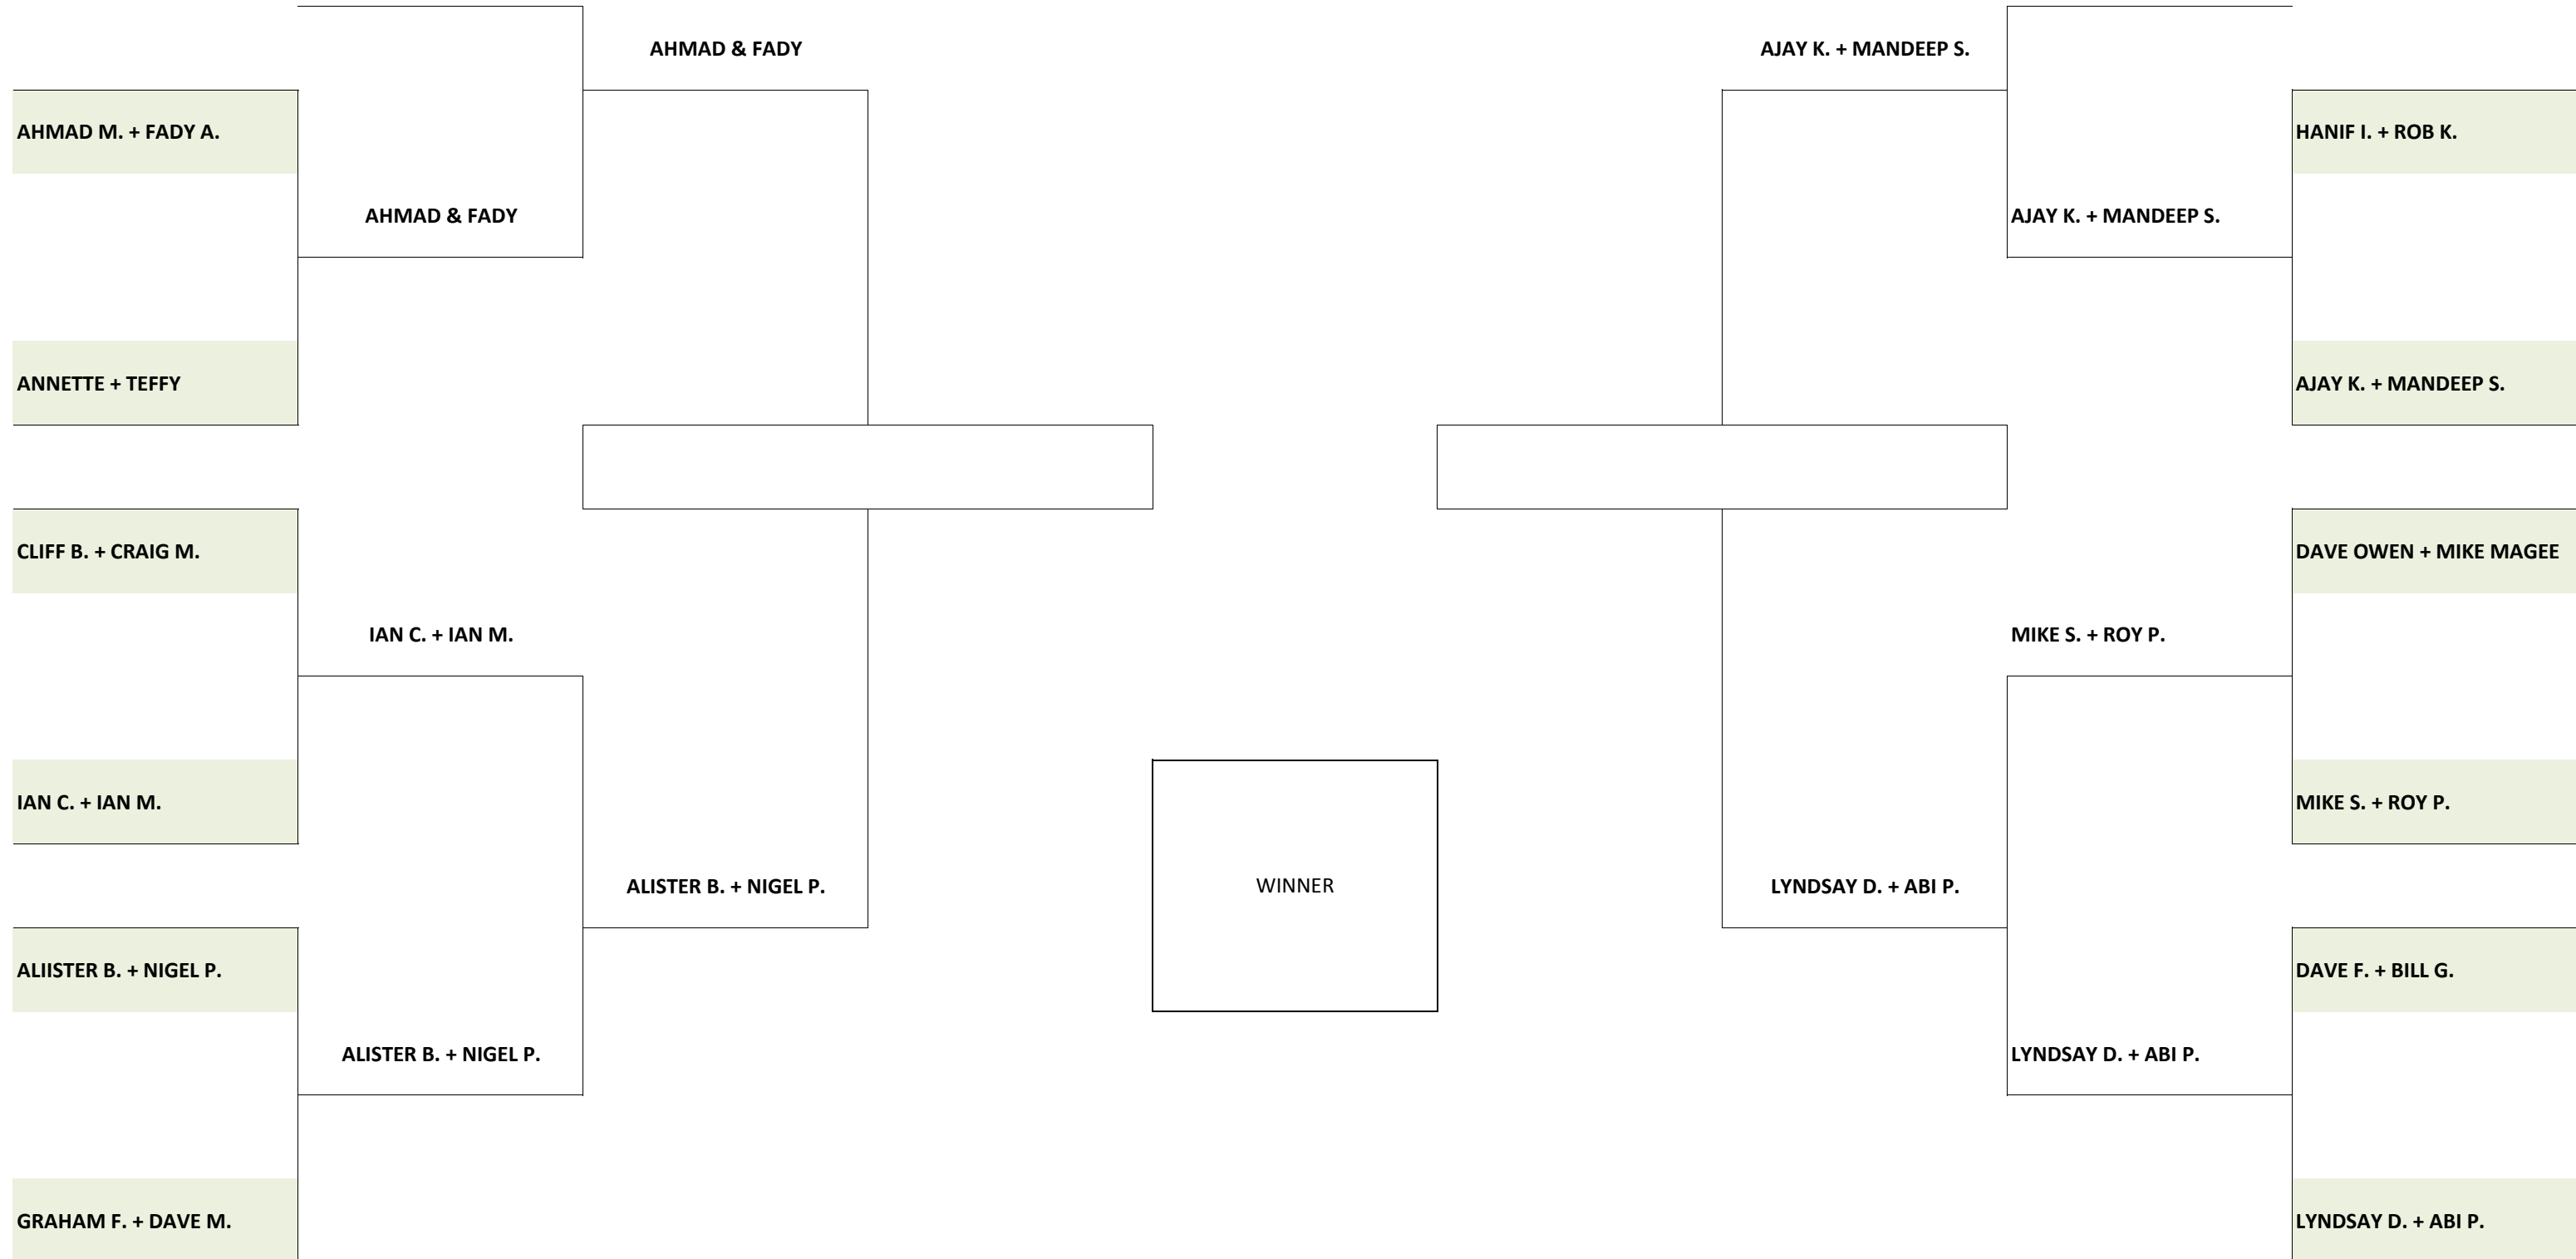 AHMAD & FADY
AJAY K. + MANDEEP S.
AHMAD M. + FADY A.
HANIF I. + ROB K.
AHMAD & FADY
AJAY K. + MANDEEP S.
ANNETTE + TEFFY
AJAY K. + MANDEEP S.
CLIFF B. + CRAIG M.
DAVE OWEN + MIKE MAGEE
IAN C. + IAN M.
MIKE S. + ROY P.
IAN C. + IAN M.
MIKE S. + ROY P.
ALISTER B. + NIGEL P.
WINNER
LYNDSAY D. + ABI P.
ALIISTER B. + NIGEL P.
DAVE F. + BILL G.
ALISTER B. + NIGEL P.
LYNDSAY D. + ABI P.
GRAHAM F. + DAVE M.
LYNDSAY D. + ABI P.